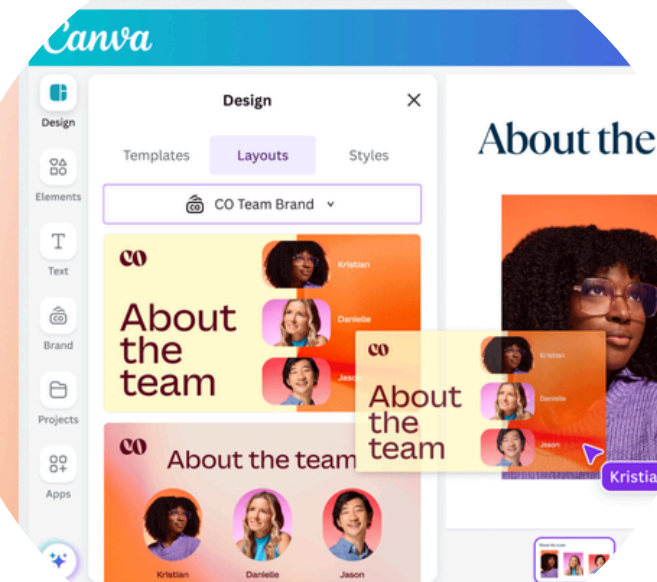 Canva
Design
Elements
Text
Brand
Projects
Apps
Design
Templates Layouts Styles
CO Team Brand
CO
About
the
team
Kristian
Danielle
Jason
CO
About the team
Kristian Danielle Jason
About the
CO
About
the
team
Kristian
Danielle
Jason
Kristia